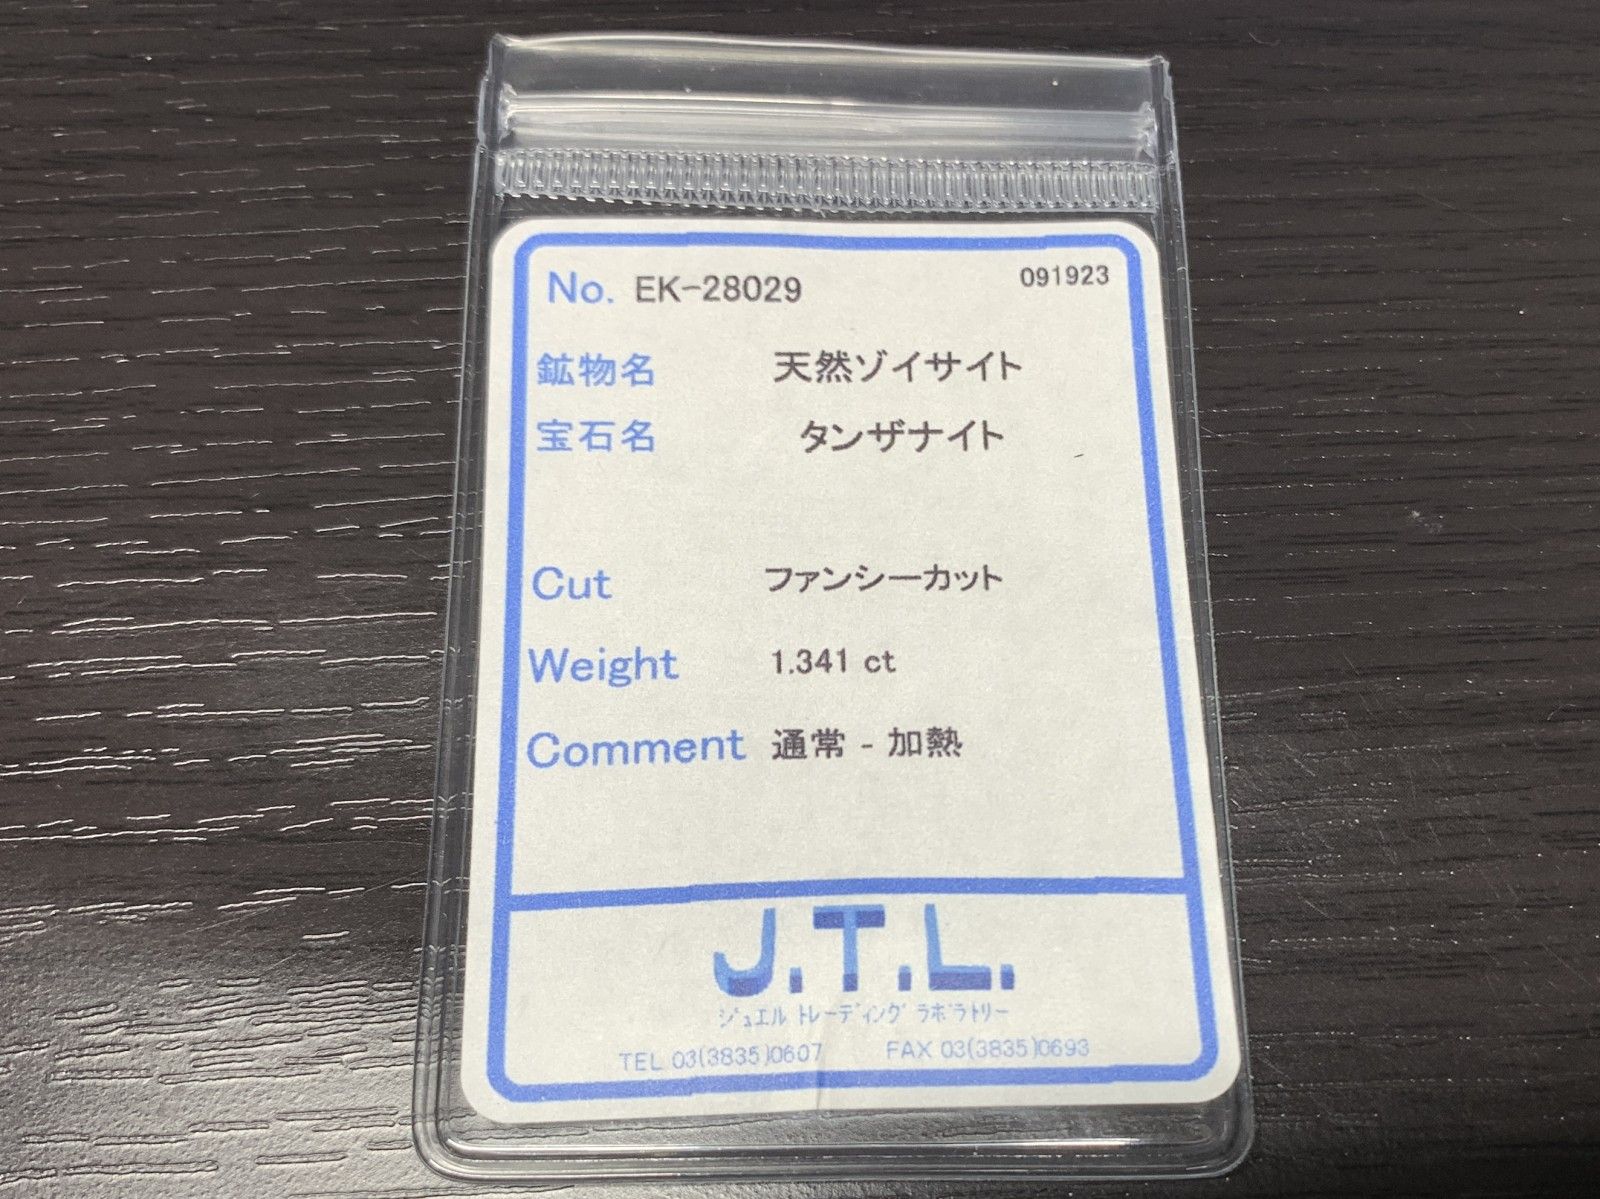 No. EK-28029 091923
鉱物名 天然ゾイサイト
宝石名 タンザナイト
Cut ファンシーカット
Weight 1.341 ct
Comment 通常 - 加熱
J.T.L.
ジュエル トレーディング ラボラトリー
TEL 03(3835)0607 FAX 03(3835)0693